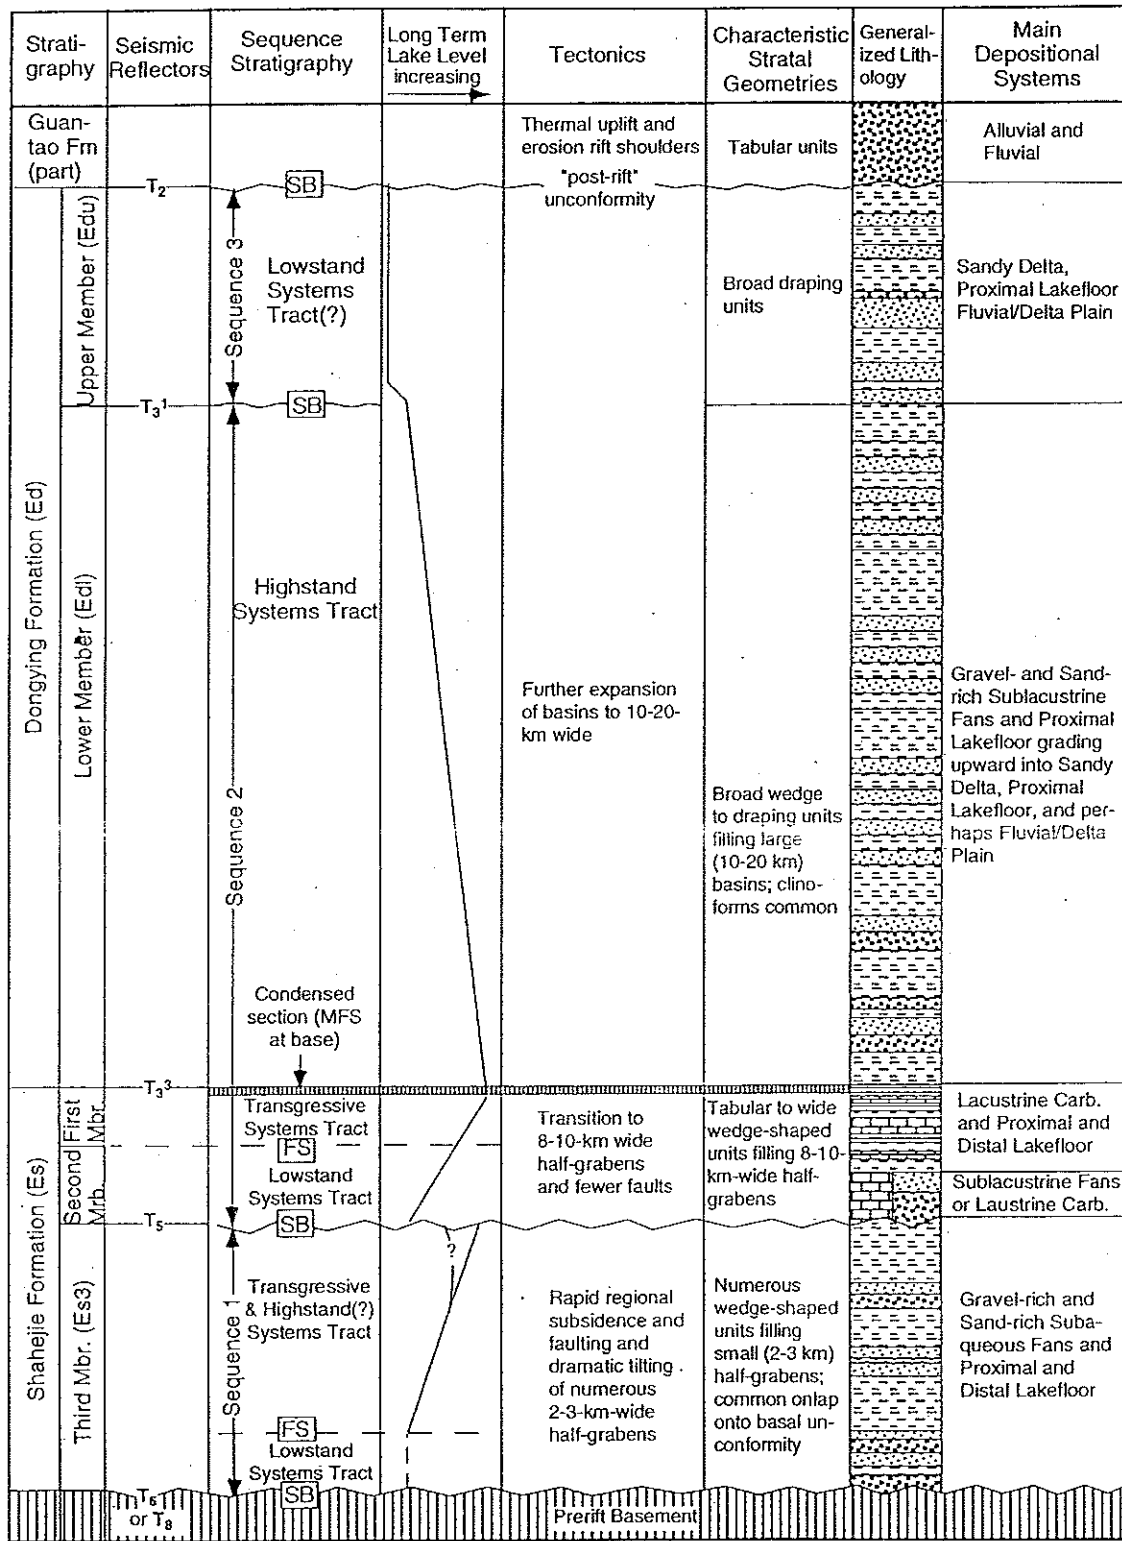 Strati-
graphy
Seismic
Reflectors
Sequence
Stratigraphy
Long Term
Lake Level
increasing
Tectonics
Characteristic
Stratal
Geometries
General-
ized Lith-
ology
Main
Depositional
Systems
Guan-
tao Fm
(part)
Thermal uplift and
erosion rift shoulders
Tabular units
Alluvial and
Fluvial
T2
SB
"post-rift"
unconformity
Dongying Formation (Ed)
Upper Member (Edu)
Sequence 3
Lowstand
Systems
Tract(?)
Broad draping
units
Sandy Delta,
Proximal Lakefloor
Fluvial/Delta Plain
T3¹
SB
Lower Member (Edl)
Sequence 2
Highstand
Systems Tract
Further expansion
of basins to 10-20-
km wide
Broad wedge
to draping units
filling large
(10-20 km)
basins; clino-
forms common
Gravel- and Sand-
rich Sublacustrine
Fans and Proximal
Lakefloor grading
upward into Sandy
Delta, Proximal
Lakefloor, and per-
haps Fluvial/Delta
Plain
Condensed
section (MFS
at base)
T3³
Shahejie Formation (Es)
First
Mbr.
Second
Mrb.
Transgressive
Systems Tract
FS
Lowstand
Systems Tract
Transition to
8-10-km wide
half-grabens
and fewer faults
Tabular to wide
wedge-shaped
units filling 8-10-
km-wide half-
grabens
Lacustrine Carb.
and Proximal and
Distal Lakefloor
Sublacustrine Fans
or Laustrine Carb.
T5
SB
?
Third Mbr. (Es3)
Sequence 1
Transgressive
& Highstand(?)
Systems Tract
FS
Lowstand
Systems Tract
Rapid regional
subsidence and
faulting and
dramatic tilting
of numerous
2-3-km-wide
half-grabens
Numerous
wedge-shaped
units filling
small (2-3 km)
half-grabens;
common onlap
onto basal un-
conformity
Gravel-rich and
Sand-rich Suba-
queous Fans and
Proximal and
Distal Lakefloor
T6
or T8
SB
Prerift Basement